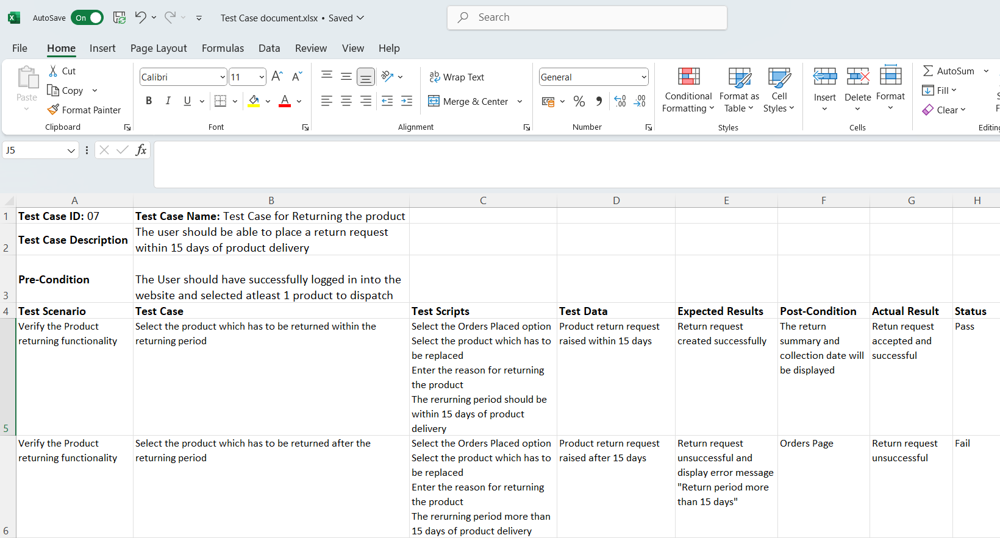 AutoSave On Test Case document.xlsx • Saved Search
File Home Insert Page Layout Formulas Data Review View Help
Paste Cut Copy Format Painter Clipboard
Calibri 11 B I U A Font
ab Wrap Text Merge & Center Alignment
General % Number
Conditional Formatting Format as Table Cell Styles Styles
Insert Delete Format Cells
AutoSum Fill Clear
J5 fx
A B C D E F G H
1 Test Case ID: 07 Test Case Name: Test Case for Returning the product
2 Test Case Description The user should be able to place a return request
within 15 days of product delivery
3 Pre-Condition The User should have successfully logged in into the
website and selected atleast 1 product to dispatch
4 Test Scenario Test Case Test Scripts Test Data Expected Results Post-Condition Actual Result Status
5
Verify the Product
returning functionality
Select the product which has to be returned within the
returning period
Select the Orders Placed option
Select the product which has to
be replaced
Enter the reason for returning
the product
The rerurning period should be
within 15 days of product
delivery
Product return request
raised within 15 days
Return request
created successfully
The return
summary and
collection date will
be displayed
Retun request
accepted and
successful
Pass
6
Verify the Product
returning functionality
Select the product which has to be returned after the
returning period
Select the Orders Placed option
Select the product which has to
be replaced
Enter the reason for returning
the product
The rerurning period more than
15 days of product delivery
Product return request
raised after 15 days
Return request
unsuccessful and
display error message
"Return period more
than 15 days"
Orders Page
Return request
unsuccessful
Fail